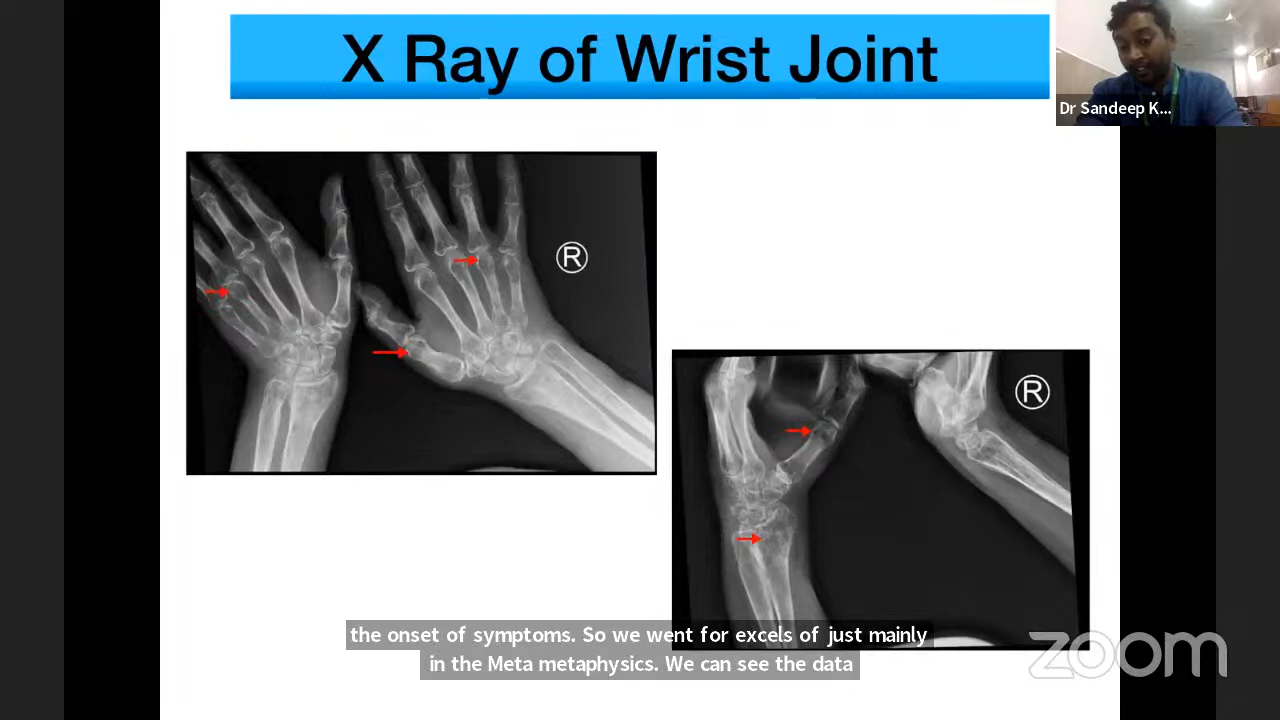 X Ray of Wrist Joint
Dr Sandeep K...
R
R
the onset of symptoms. So we went for excels of just mainly
in the Meta metaphysics. We can see the data
zoom